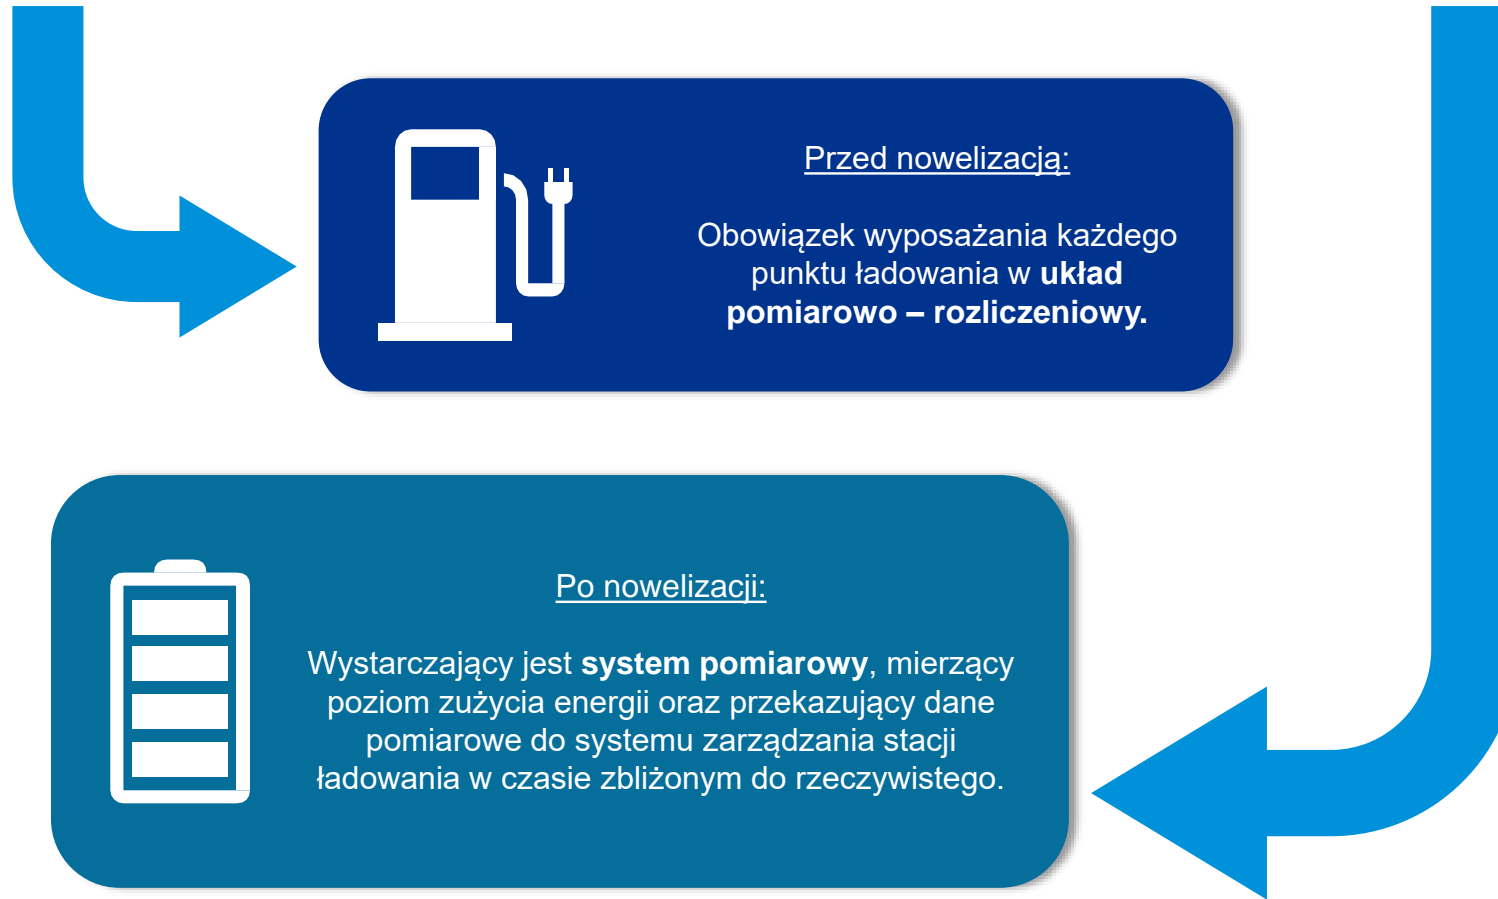 Przed nowelizacją:
Obowiązek wyposażania każdego
punktu ładowania w układ
pomiarowo – rozliczeniowy.
Po nowelizacji:
Wystarczający jest system pomiarowy, mierzący
poziom zużycia energii oraz przekazujący dane
pomiarowe do systemu zarządzania stacji
ładowania w czasie zbliżonym do rzeczywistego.